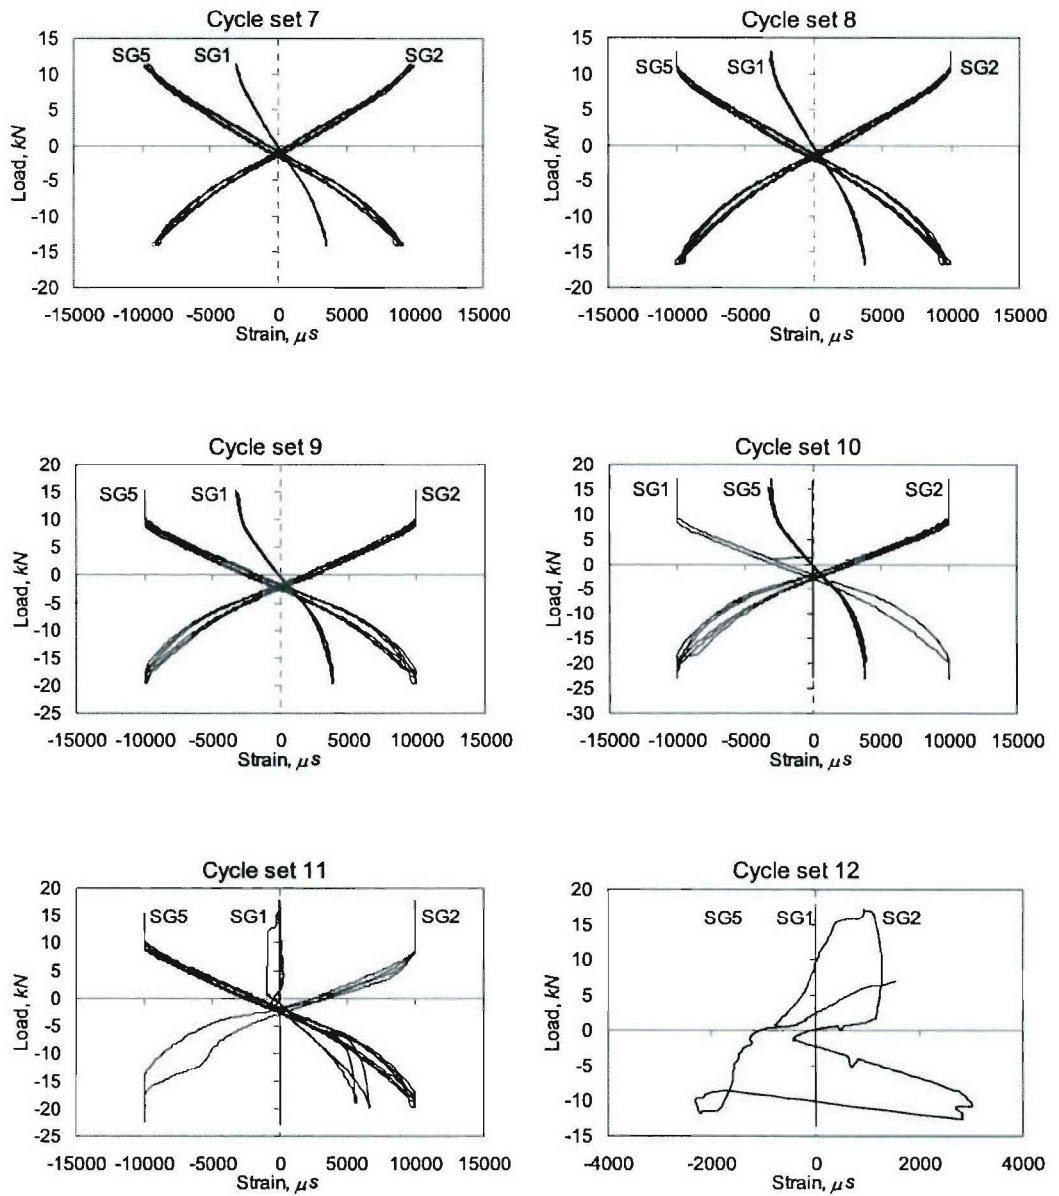 Cycle set 7
15
10
5
0
-5
-10
-15
-20
Load, kN
SG5 SG1 SG2
-15000 -10000 -5000 0 5000 10000 15000
Strain, μs
Cycle set 8
15
10
5
0
-5
-10
-15
-20
Load, kN
SG5 SG1 SG2
-15000 -10000 -5000 0 5000 10000 15000
Strain, μs
Cycle set 9
20
15
10
5
0
-5
-10
-15
-20
-25
Load, kN
SG5 SG1 SG2
-15000 -10000 -5000 0 5000 10000 15000
Strain, μs
Cycle set 10
20
15
10
5
0
-5
-10
-15
-20
-25
-30
Load, kN
SG1 SG5 SG2
-15000 -10000 -5000 0 5000 10000 15000
Strain, μs
Cycle set 11
20
15
10
5
0
-5
-10
-15
-20
-25
Load, kN
SG5 SG1 SG2
-15000 -10000 -5000 0 5000 10000 15000
Strain, μs
Cycle set 12
20
15
10
5
0
-5
-10
-15
Load, kN
SG5 SG1 SG2
-4000 -2000 0 2000 4000
Strain, μs